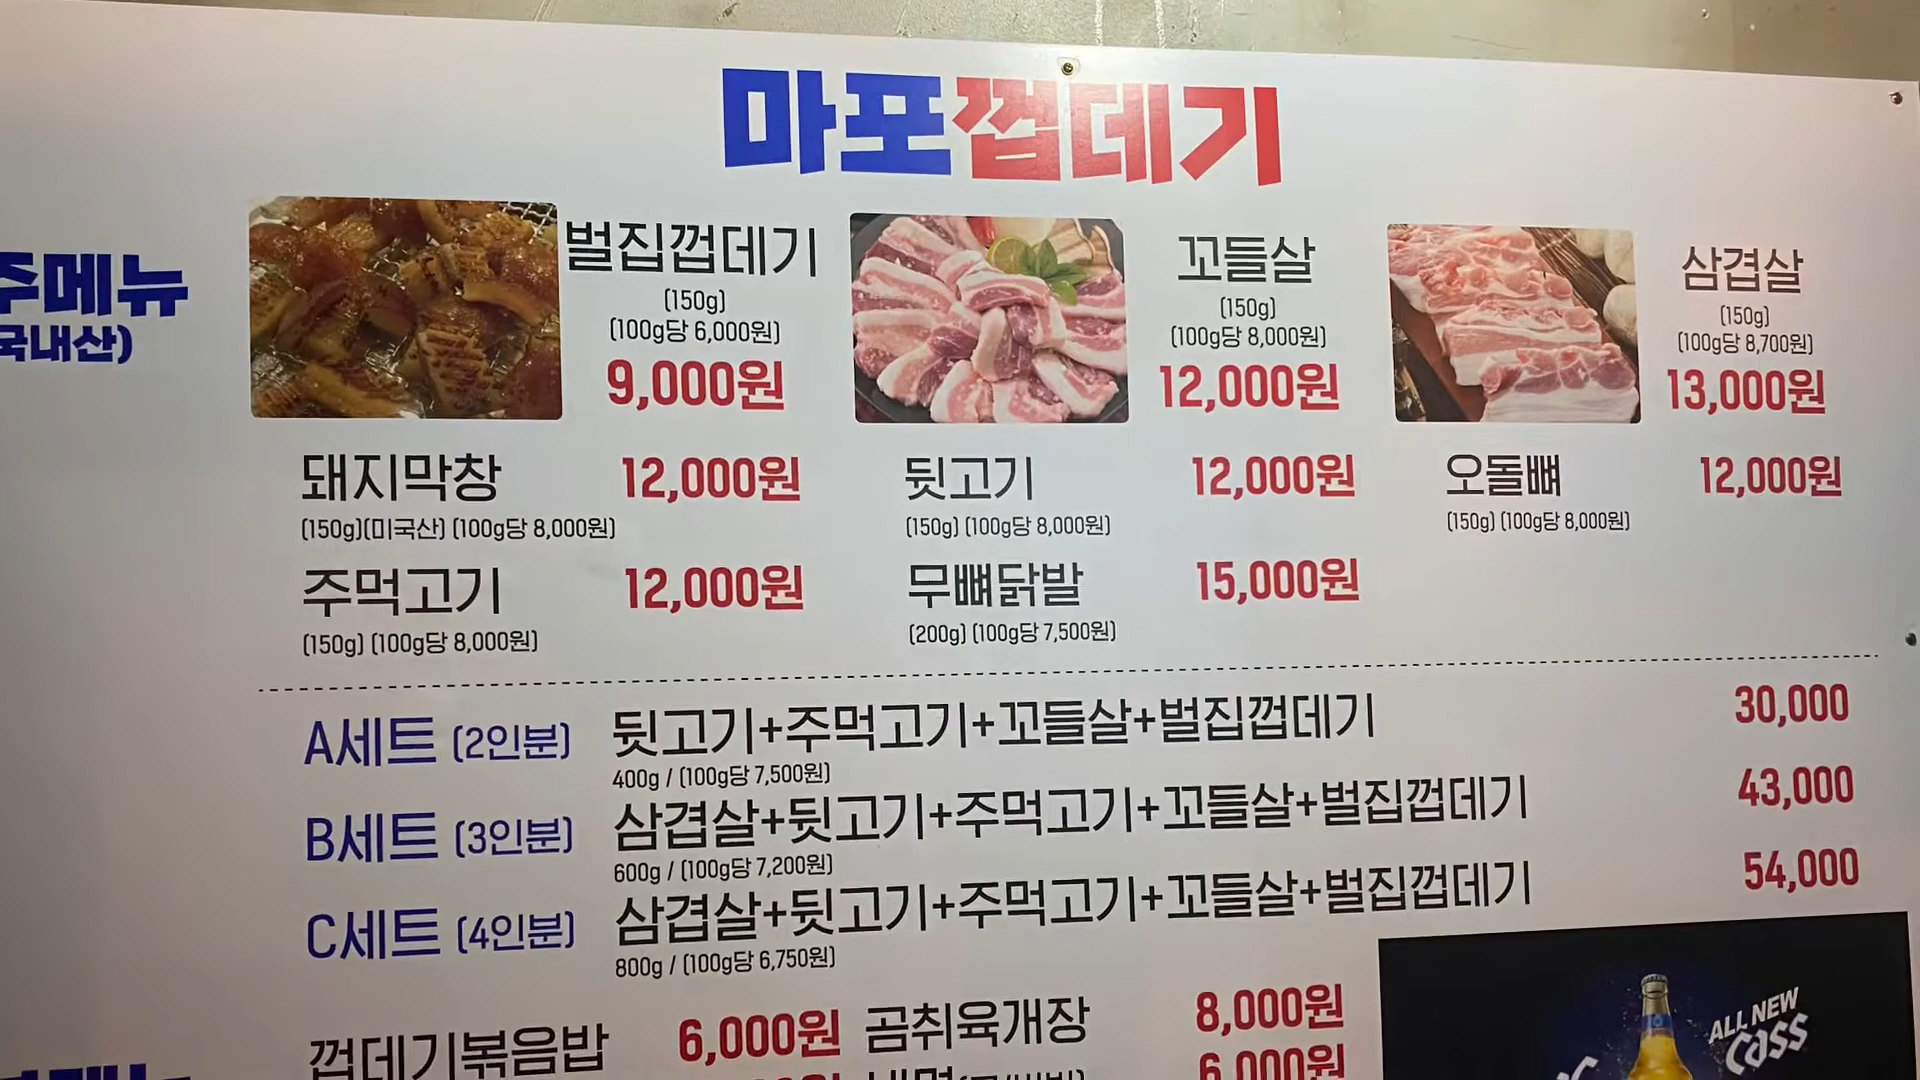 마포껍데기
주메뉴
국내산)
벌집껍데기
(150g)
(100g당 6,000원)
9,000원
꼬들살
(150g)
(100g당 8,000원)
12,000원
삼겹살
(150g)
(100g당 8,700원)
13,000원
돼지막창 12,000원
(150g)(미국산) (100g당 8,000원)
뒷고기 12,000원
(150g) (100g당 8,000원)
오돌뼈 12,000원
(150g) (100g당 8,000원)
주먹고기 12,000원
(150g) (100g당 8,000원)
무뼈닭발 15,000원
(200g) (100g당 7,500원)
A세트 (2인분) 뒷고기+주먹고기+꼬들살+벌집껍데기 30,000
400g / (100g당 7,500원)
B세트 (3인분) 삼겹살+뒷고기+주먹고기+꼬들살+벌집껍데기 43,000
600g / (100g당 7,200원)
C세트 (4인분) 삼겹살+뒷고기+주먹고기+꼬들살+벌집껍데기 54,000
800g / (100g당 6,750원)
껍데기볶음밥 6,000원 곰취육개장 8,000원
6,000원
ALL NEW
Cass